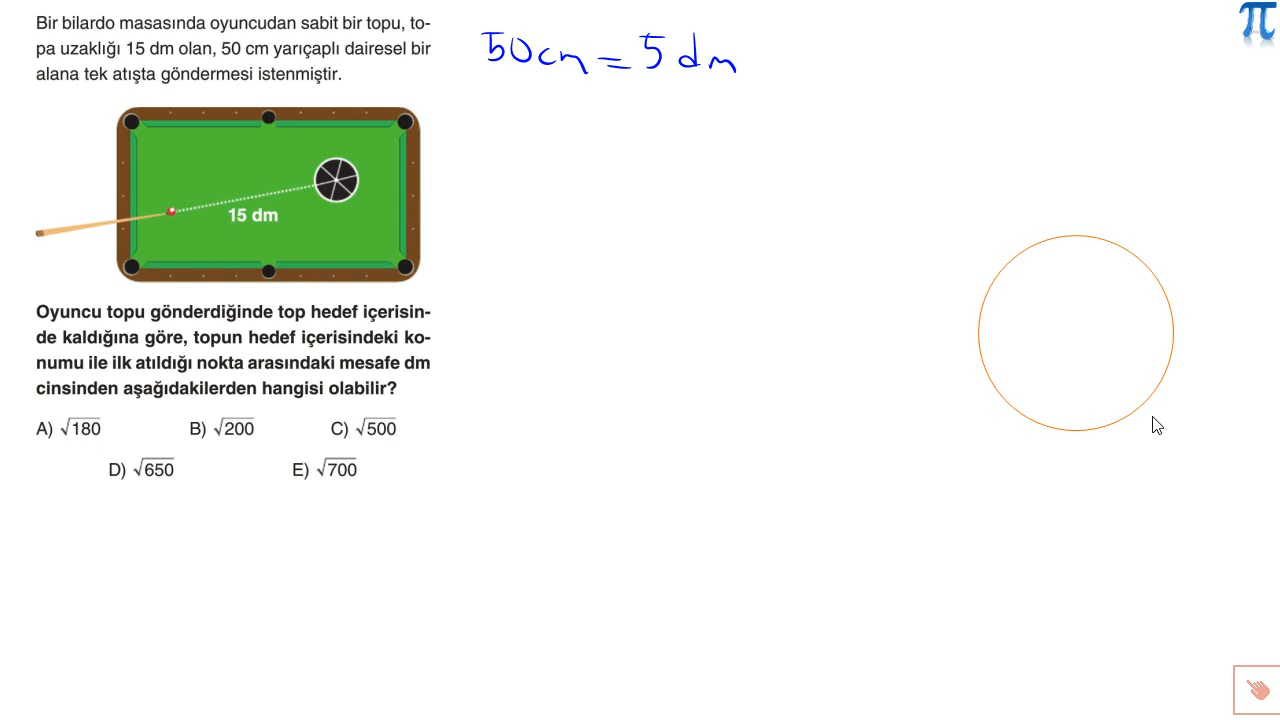 Bir bilardo masasında oyuncudan sabit bir topu, to-
pa uzaklığı 15 dm olan, 50 cm yarıçaplı dairesel bir
alana tek atışta göndermesi istenmiştir.
50cm = 5 dm
15 dm
Oyuncu topu gönderdiğinde top hedef içerisin-
de kaldığına göre, topun hedef içerisindeki ko-
numu ile ilk atıldığı nokta arasındaki mesafe dm
cinsinden aşağıdakilerden hangisi olabilir?
A) √180 B) √200 C) √500
D) √650 E) √700
π